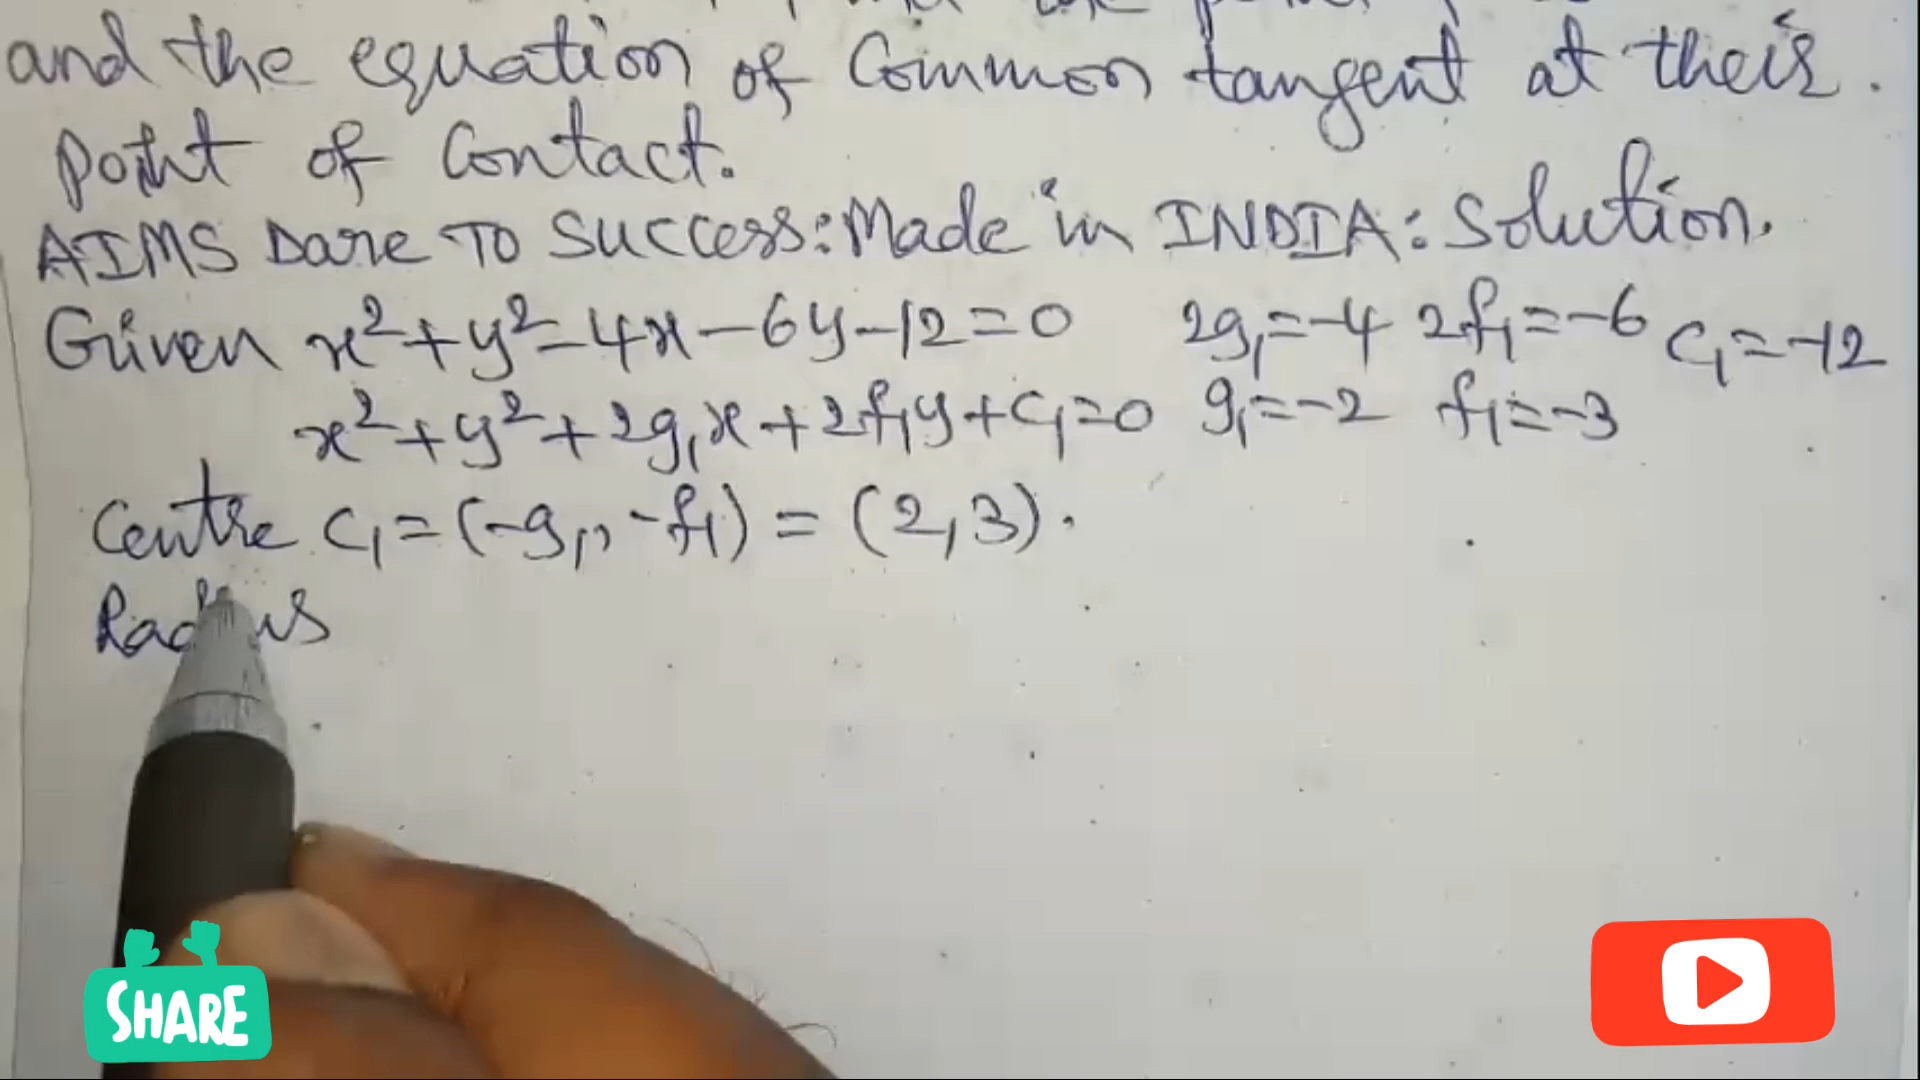 and the equation of Common tangent at their.
point of Contact.
AIMS Dare TO Success: Made in INDIA: Solution.
Given x²+y²-4x-6y-12=0 2g₁=-4 2f₁=-6 c₁=-12
x²+y²+2g₁x+2f₁y+c₁=0 g₁=-2 f₁=-3
Centre C₁=(-g₁, -f₁) = (2,3).
Radius
SHARE